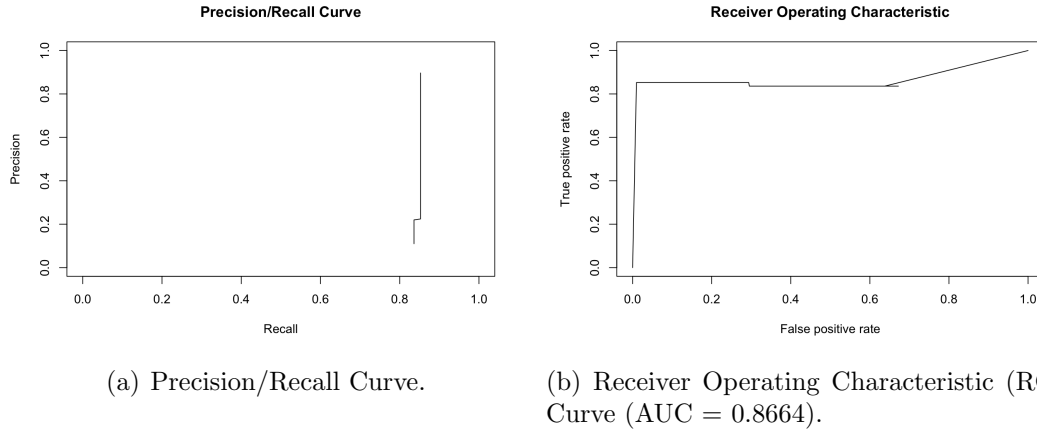 Precision/Recall Curve
Precision
1.0
0.8
0.6
0.4
0.2
0.0
0.0 0.2 0.4 0.6 0.8 1.0
Recall
(a) Precision/Recall Curve.
Receiver Operating Characteristic
True positive rate
1.0
0.8
0.6
0.4
0.2
0.0
0.0 0.2 0.4 0.6 0.8 1.0
False positive rate
(b) Receiver Operating Characteristic
Curve (AUC = 0.8664).